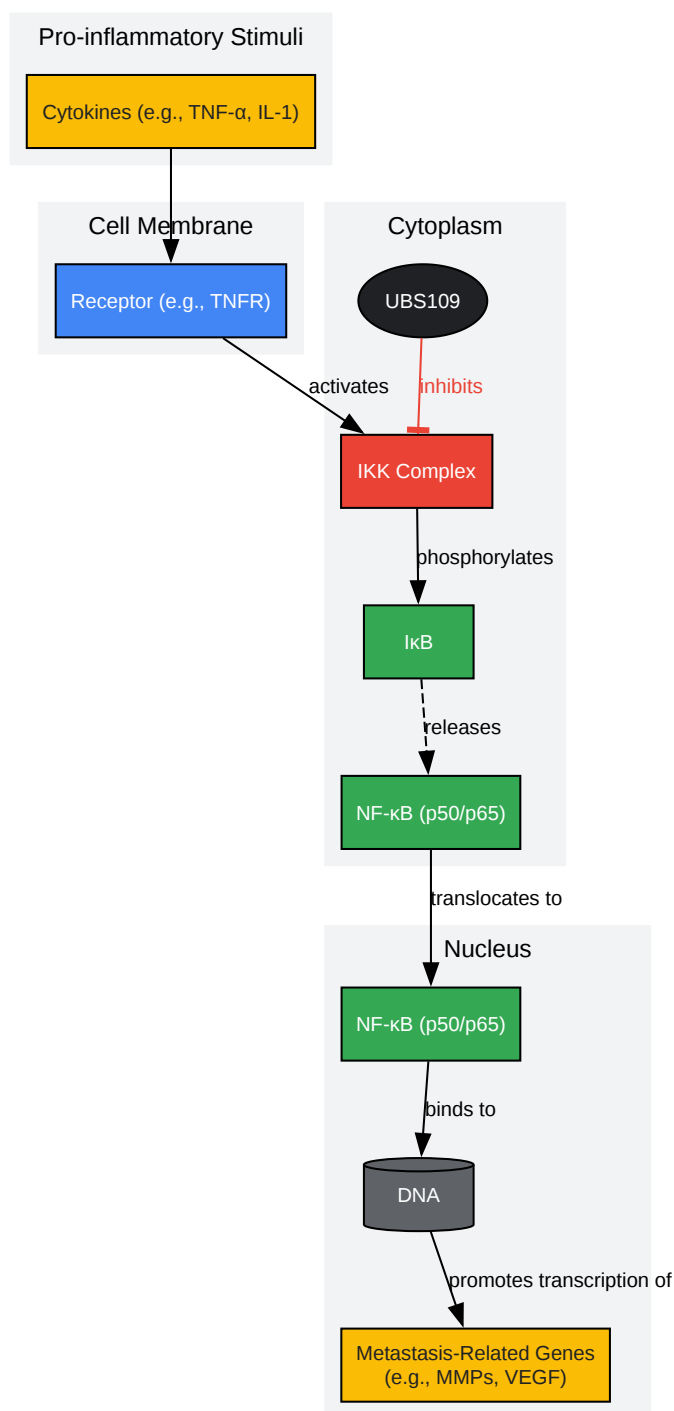 Pro-inflammatory Stimuli
Cytokines (e.g., TNF-α, IL-1)
Cell Membrane
Receptor (e.g., TNFR)
Cytoplasm
UBS109
activates
inhibits
IKK Complex
phosphorylates
IκB
releases
NF-κB (p50/p65)
translocates to
Nucleus
NF-κB (p50/p65)
binds to
DNA
promotes transcription of
Metastasis-Related Genes
(e.g., MMPs, VEGF)